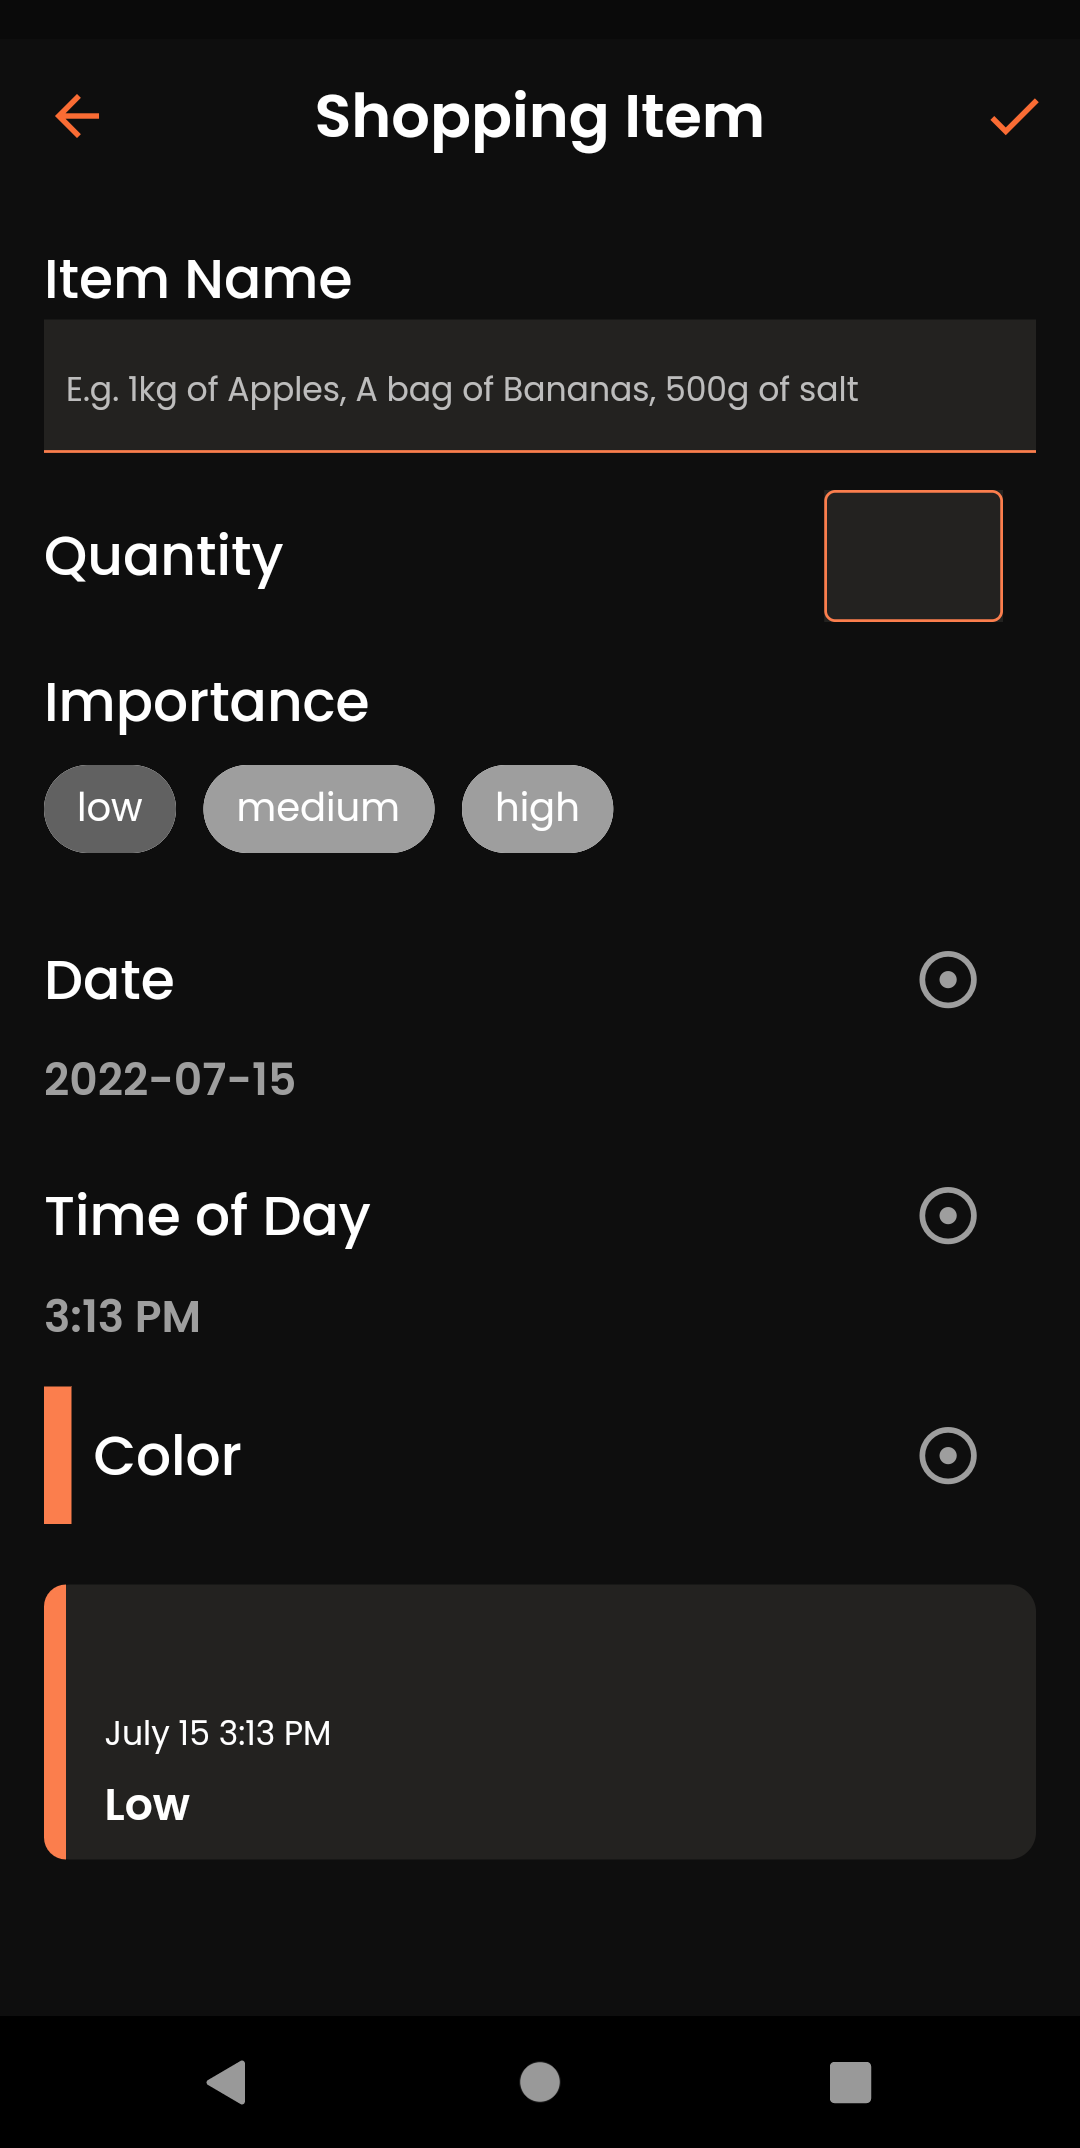 Shopping Item
Item Name
E.g. 1kg of Apples, A bag of Bananas, 500g of salt
Quantity
Importance
low medium high
Date
2022-07-15
Time of Day
3:13 PM
Color
July 15 3:13 PM
Low